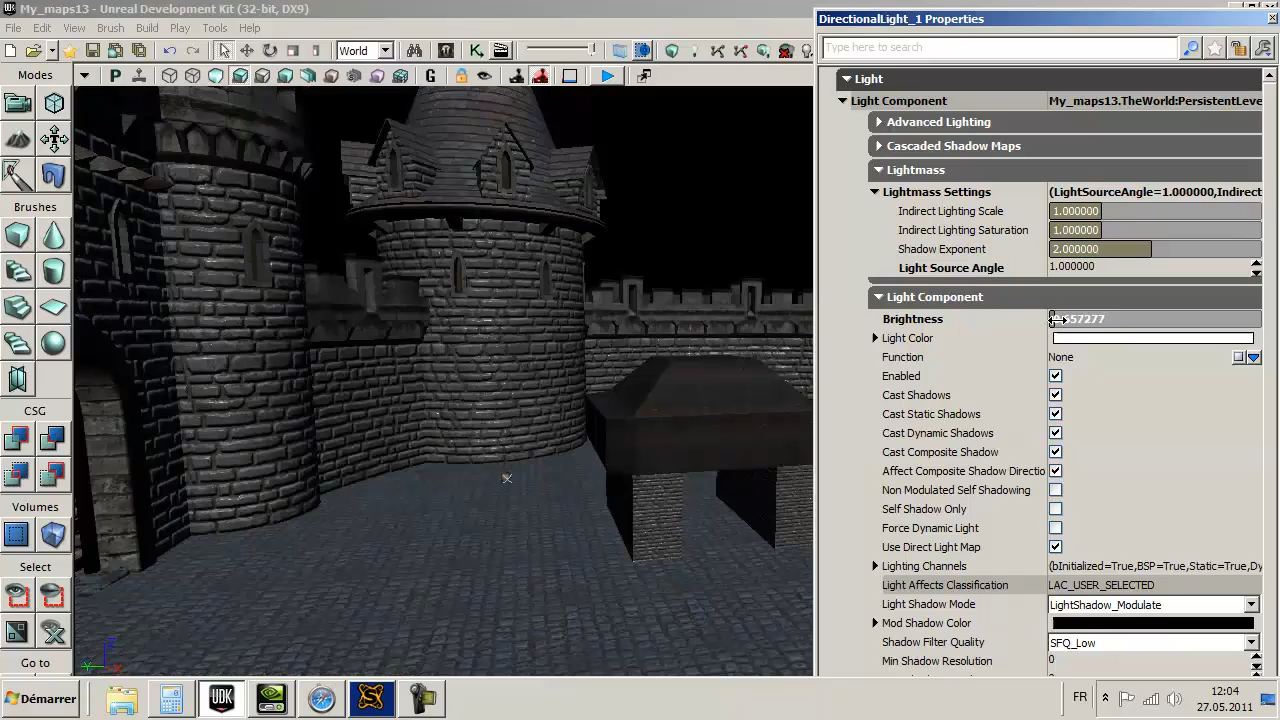 My_maps13 - Unreal Development Kit (32-bit, DX9)
DirectionalLight_1 Properties
File Edit View Brush Build Play Tools Help
Type here to search
World
Modes
P
G
Light
Light Component My_maps13.TheWorld:PersistentLeve
Advanced Lighting
Cascaded Shadow Maps
Lightmass
Lightmass Settings (LightSourceAngle=1.000000,Indirect
Indirect Lighting Scale 1.000000
Indirect Lighting Saturation 1.000000
Shadow Exponent 2.000000
Light Source Angle 1.000000
Brushes
Light Component
Brightness 557277
Light Color
Function None
Enabled
Cast Shadows
CSG
Cast Static Shadows
Cast Dynamic Shadows
Cast Composite Shadow
Affect Composite Shadow Directio
Non Modulated Self Shadowing
Volumes
Self Shadow Only
Force Dynamic Light
Use Direct Light Map
Select
Lighting Channels (bInitialized=True,BSP=True,Static=True,Dy
Light Affects Classification LAC_USER_SELECTED
Light Shadow Mode LightShadow_Modulate
Mod Shadow Color
Shadow Filter Quality SFQ_Low
Min Shadow Resolution 0
Go to
Démarrer
UDK
FR
12:04
27.05.2011